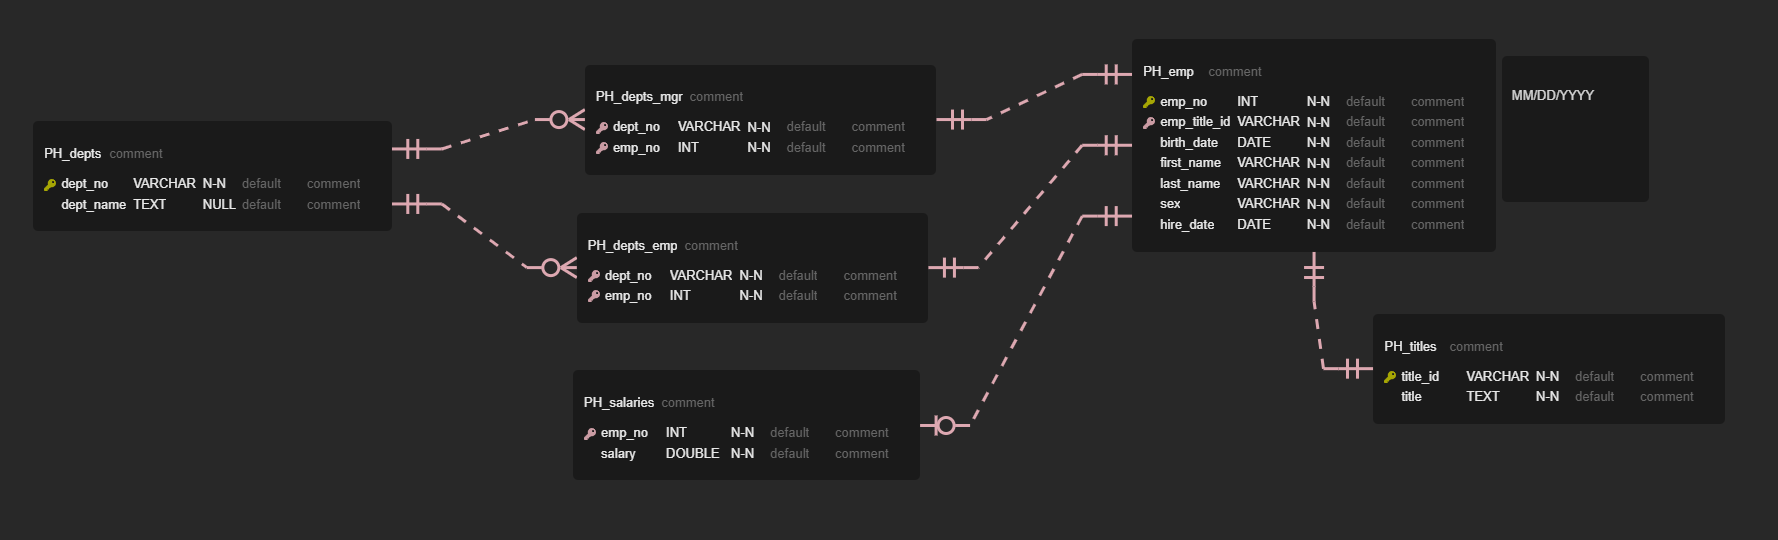 PH_depts comment
dept_no VARCHAR N-N default comment
dept_name TEXT NULL default comment
PH_depts_mgr comment
dept_no VARCHAR N-N default comment
emp_no INT N-N default comment
PH_depts_emp comment
dept_no VARCHAR N-N default comment
emp_no INT N-N default comment
PH_salaries comment
emp_no INT N-N default comment
salary DOUBLE N-N default comment
PH_emp comment
emp_no INT N-N default comment
emp_title_id VARCHAR N-N default comment
birth_date DATE N-N default comment
first_name VARCHAR N-N default comment
last_name VARCHAR N-N default comment
sex VARCHAR N-N default comment
hire_date DATE N-N default comment
MM/DD/YYYY
PH_titles comment
title_id VARCHAR N-N default comment
title TEXT N-N default comment